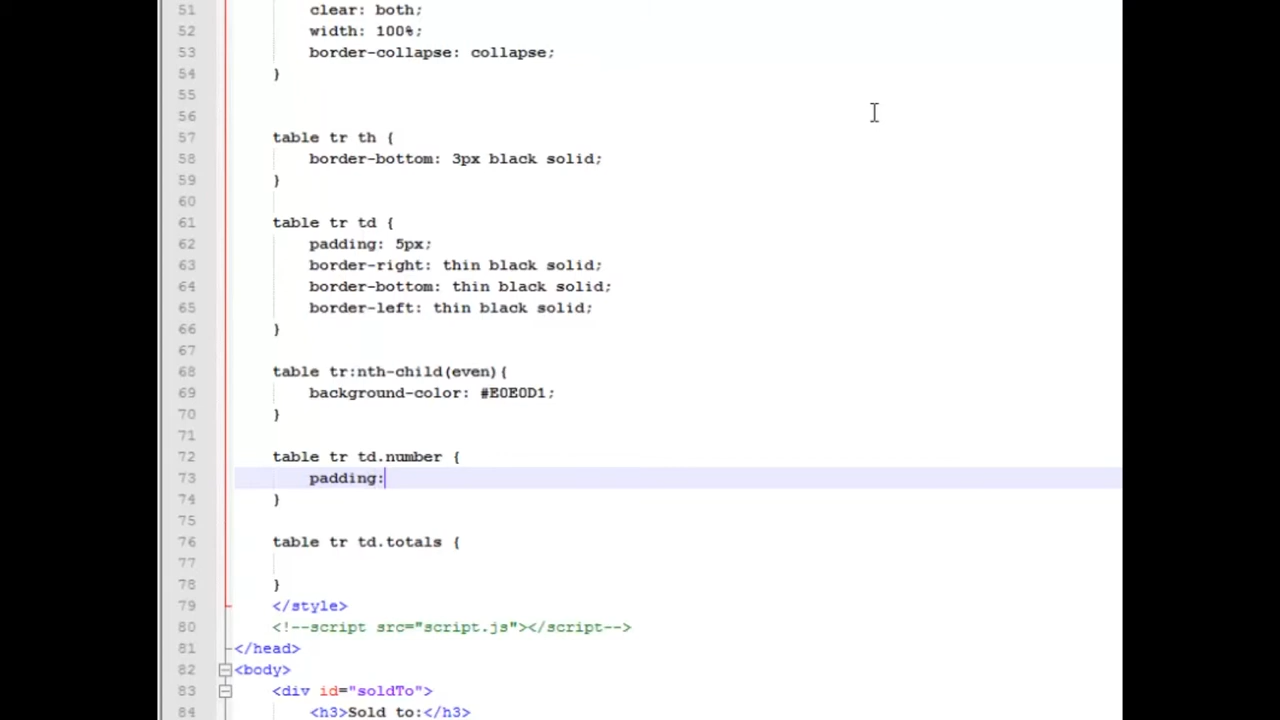 51 clear: both;
52 width: 100%;
53 border-collapse: collapse;
54 }
55
56
57 table tr th {
58 border-bottom: 3px black solid;
59 }
60
61 table tr td {
62 padding: 5px;
63 border-right: thin black solid;
64 border-bottom: thin black solid;
65 border-left: thin black solid;
66 }
67
68 table tr:nth-child(even){
69 background-color: #E0E0D1;
70 }
71
72 table tr td.number {
73 padding:
74 }
75
76 table tr td.totals {
77
78 }
79 </style>
80 <!--script src="script.js"></script-->
81 </head>
82 <body>
83 <div id="soldTo">
84 <h3>Sold to:</h3>